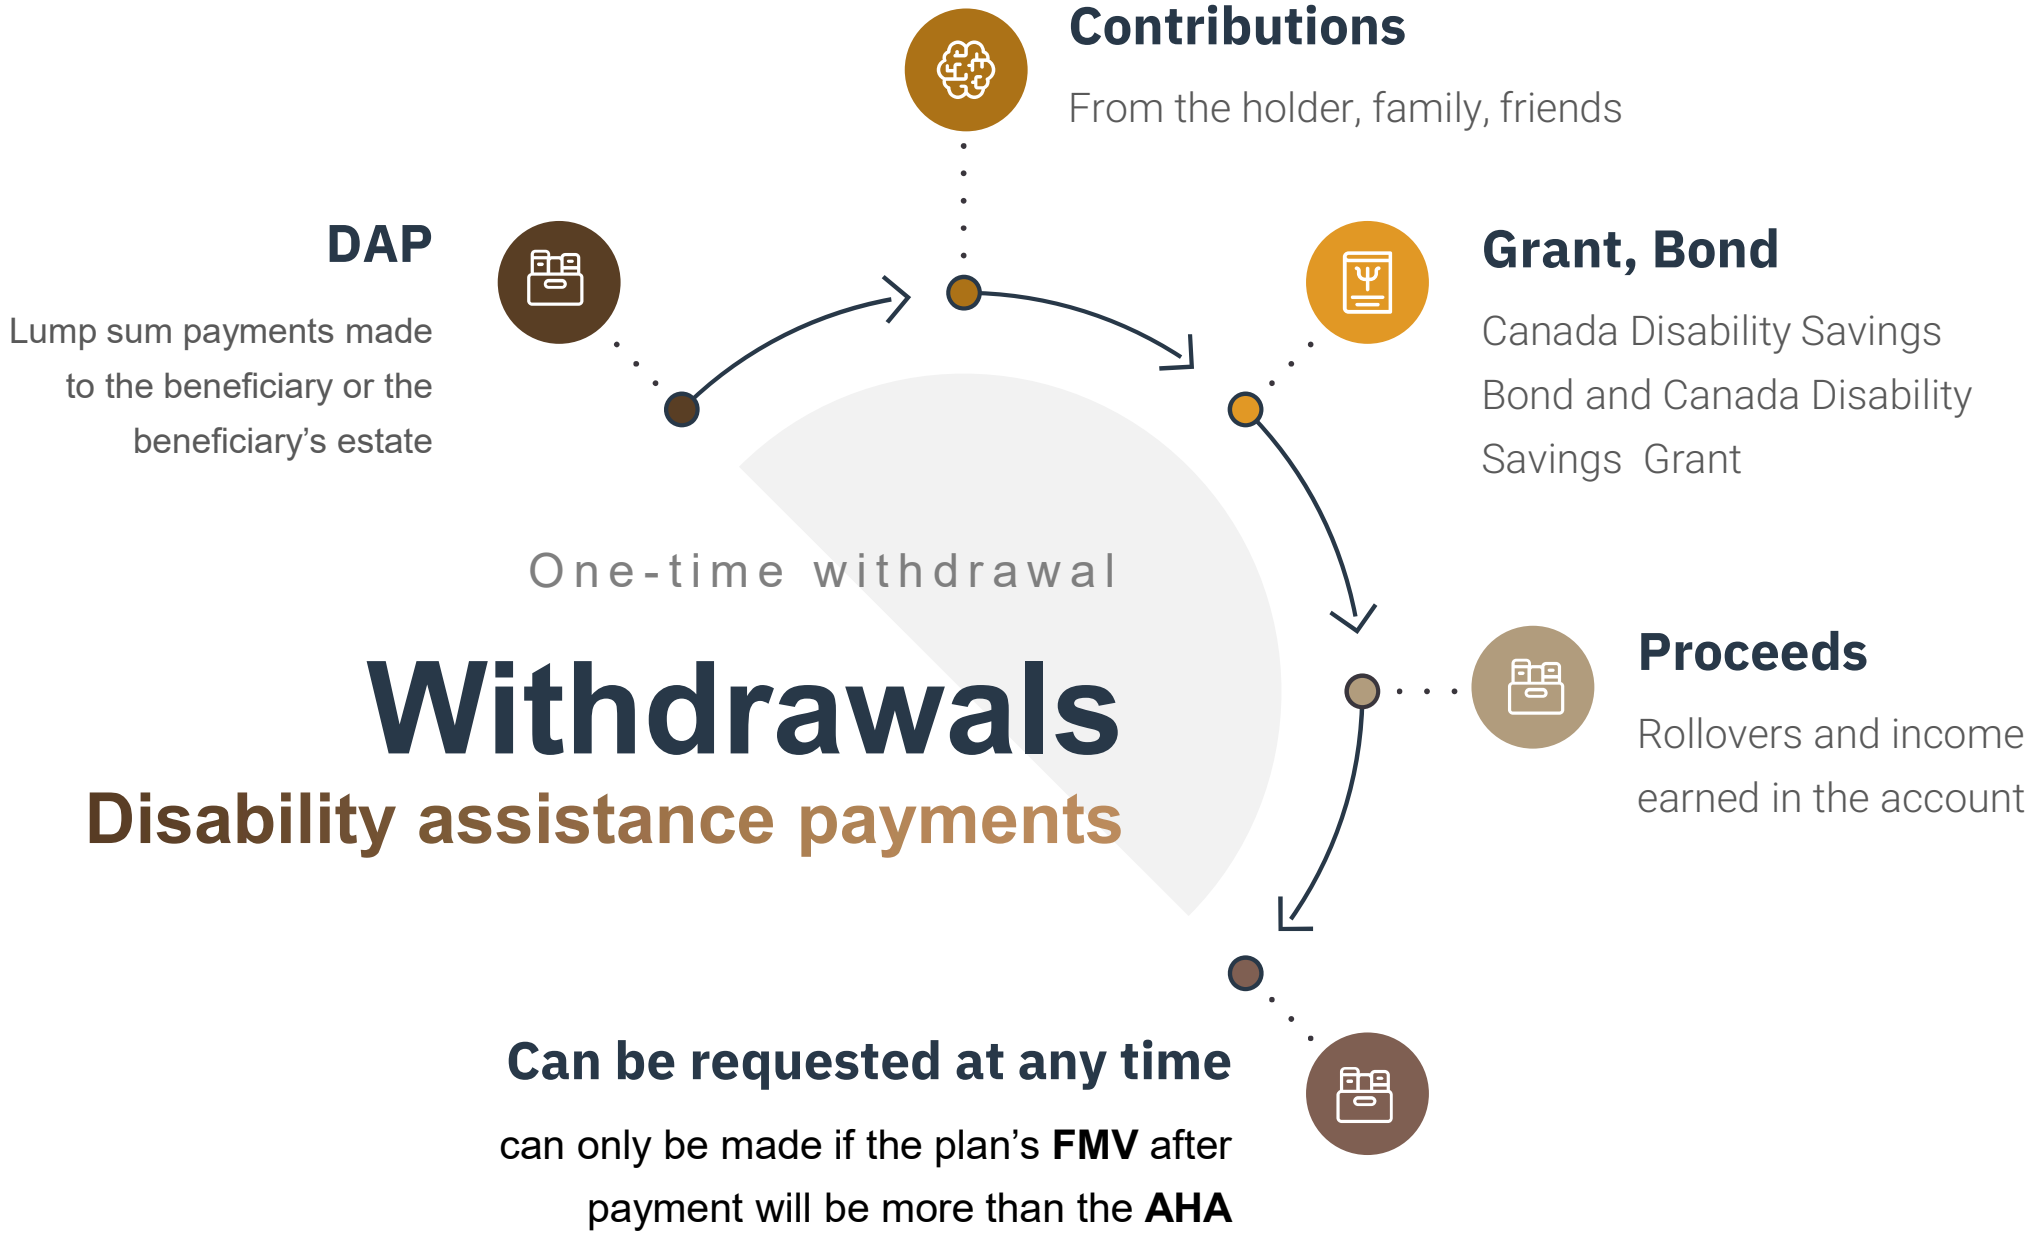 Contributions
From the holder, family, friends
DAP
Lump sum payments made
to the beneficiary or the
beneficiary’s estate
Grant, Bond
Canada Disability Savings
Bond and Canada Disability
Savings  Grant
One-time withdrawal
Withdrawals
Disability assistance payments
Proceeds
Rollovers and income
earned in the account
Can be requested at any time
can only be made if the plan’s FMV after
payment will be more than the AHA